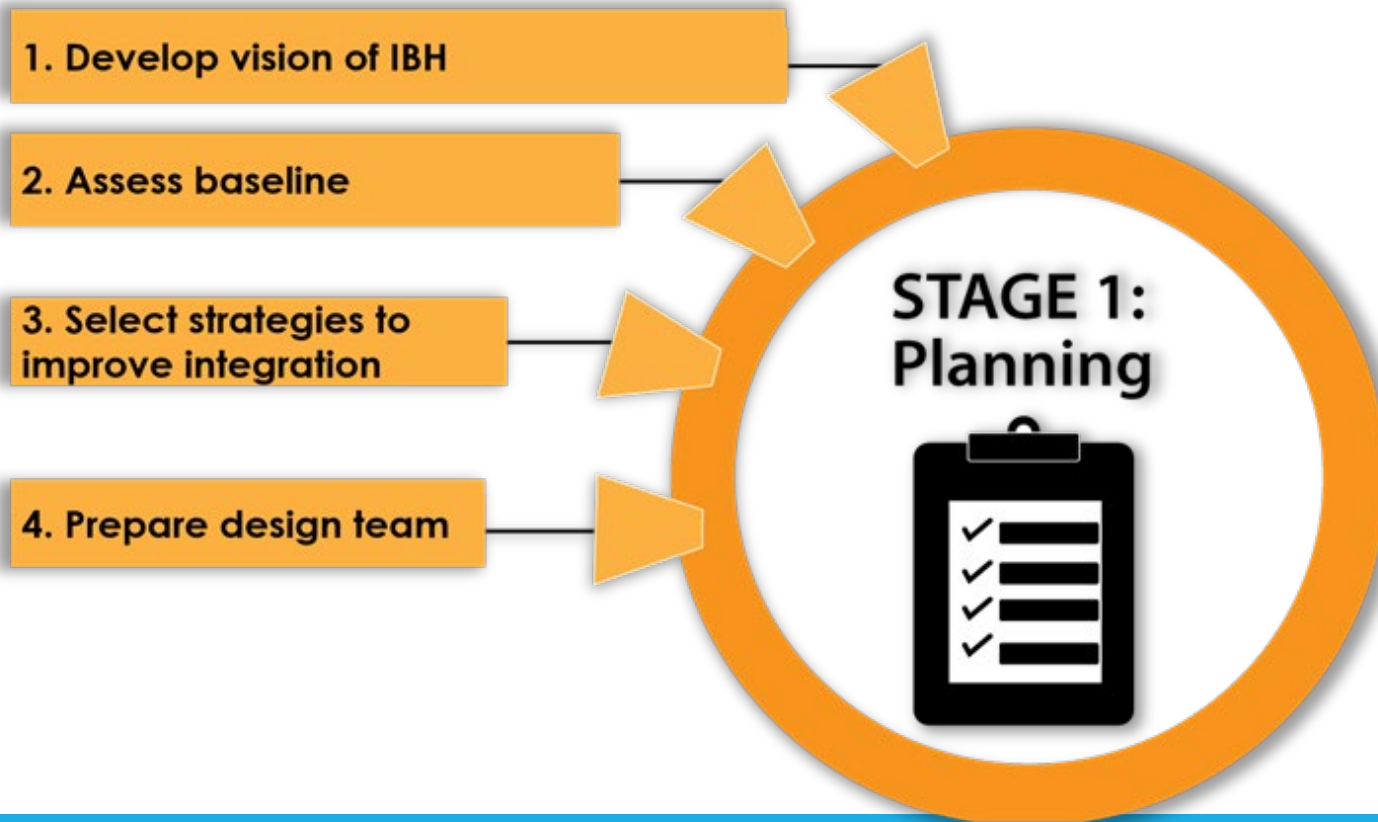 1. Develop vision of IBH
2. Assess baseline
3. Select strategies to
improve integration
4. Prepare design team
STAGE 1:
Planning